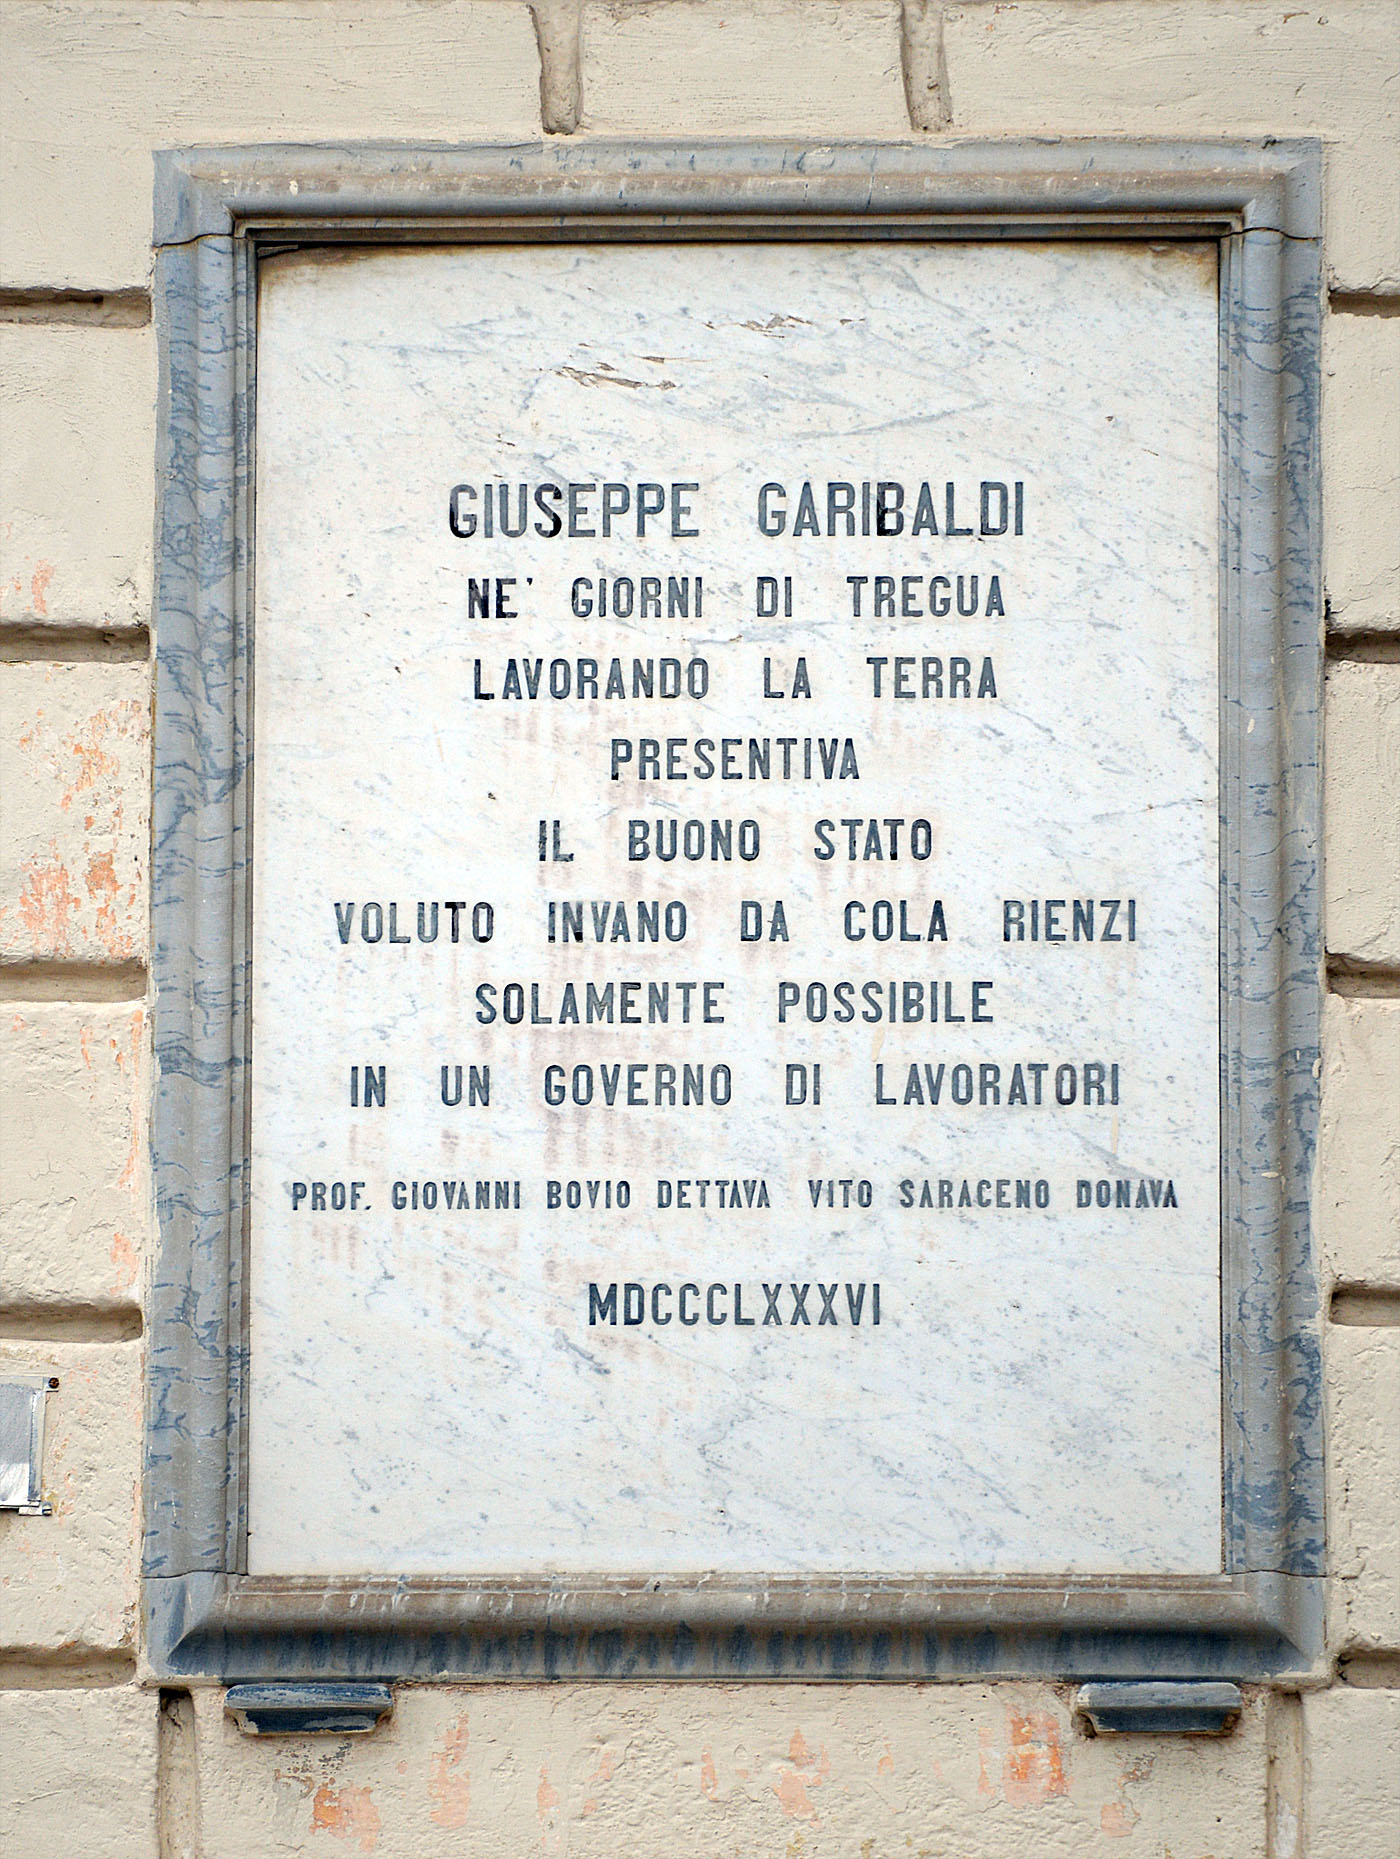 GIUSEPPE GARIBALDI
NE' GIORNI DI TREGUA
LAVORANDO LA TERRA
PRESENTIVA
IL BUONO STATO
VOLUTO INVANO DA COLA RIENZI
SOLAMENTE POSSIBILE
IN UN GOVERNO DI LAVORATORI
PROF. GIOVANNI BOVIO DETTAVA VITO SARACENO DONAVA
MDCCCLXXXVI